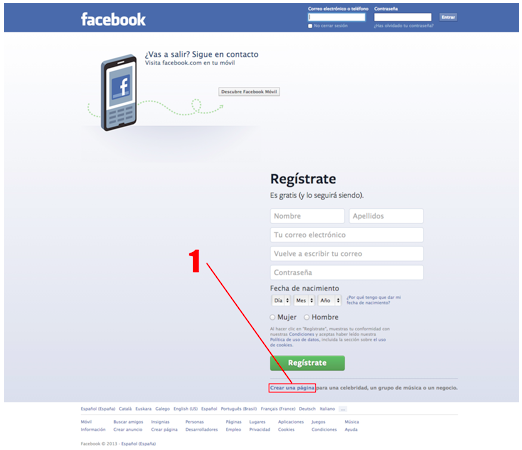 facebook
Correo electrónico o teléfono
Contraseña
Entrar
No cerrar sesión
¿Has olvidado tu contraseña?
¿Vas a salir? Sigue en contacto
Visita facebook.com en tu móvil
Descubre Facebook Móvil
Regístrate
Es gratis (y lo seguirá siendo).
Nombre
Apellidos
Tu correo electrónico
Vuelve a escribir tu correo
Contraseña
1
Fecha de nacimiento
Día Mes Año
¿Por qué tengo que dar mi
fecha de nacimiento?
Mujer Hombre
Al hacer clic en "Regístrate", muestras tu conformidad con
nuestras Condiciones y aceptas haber leído nuestra
Política de uso de datos, incluida la sección sobre el uso
de cookies.
Regístrate
Crear una página para una celebridad, un grupo de música o un negocio.
Español (España) Català Euskara Galego English (US) Español Português (Brasil) Français (France) Deutsch Italiano ...
Móvil Buscar amigos Insignias Personas Páginas Lugares Aplicaciones Juegos Música
Información Crear anuncio Crear página Desarrolladores Empleo Privacidad Cookies Condiciones Ayuda
Facebook © 2013 · Español (España)